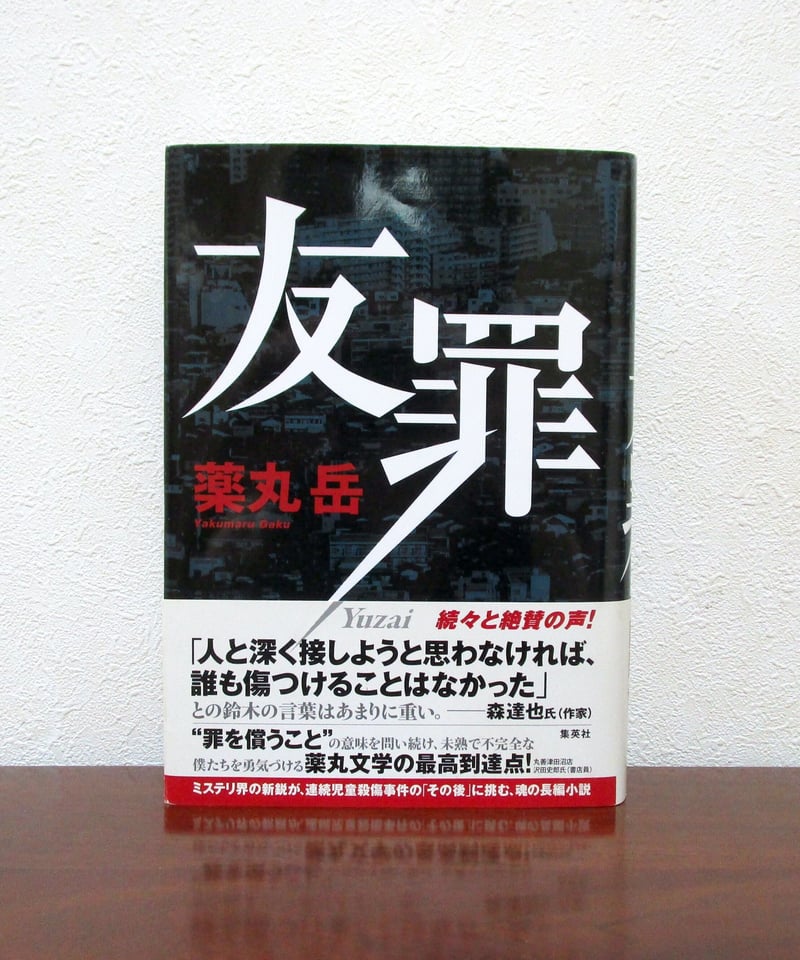 友罪
薬丸岳
Yakumaru Gaku
Yuzai
続々と絶賛の声!
「人と深く接しようと思わなければ、
誰も傷つけることはなかった」
との鈴木の言葉はあまりに重い。——森達也氏(作家)
集英社
“罪を償うこと”の意味を問い続け、未熟で不完全な
僕たちを勇気づける薬丸文学の最高到達点!丸善津田沼店
沢田史郎氏(書店員)
ミステリ界の新鋭が、連続児童殺傷事件の「その後」に挑む、魂の長編小説